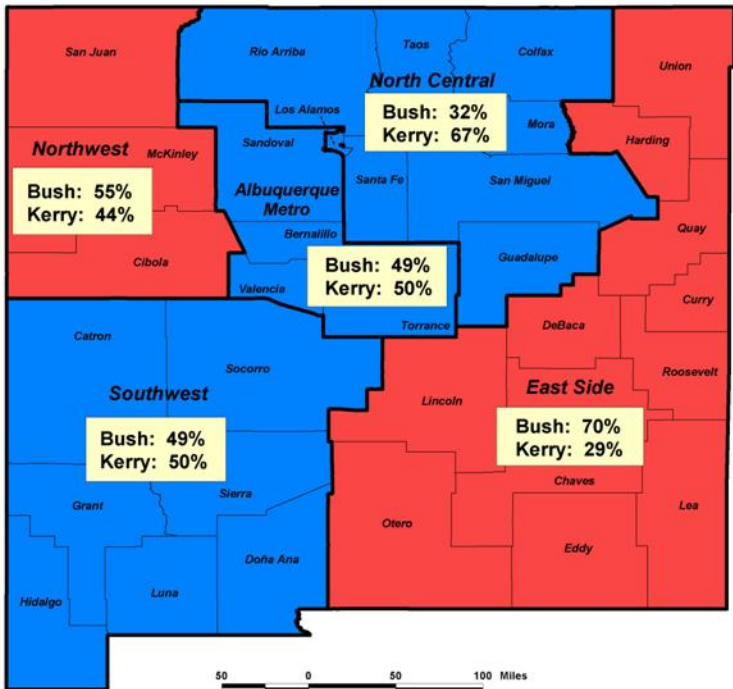 San Juan
Rio Arriba
Taos
Colfax
Union
North Central
Los Alamos
Bush: 32%
Kerry: 67%
Mora
Harding
Sandoval
Northwest
McKinley
Santa Fe
San Miguel
Bush: 55%
Kerry: 44%
Albuquerque
Metro
Bernalillo
Quay
Cibola
Bush: 49%
Kerry: 50%
Guadalupe
Valencia
Torrance
Curry
DeBaca
Catron
Socorro
Roosevelt
Southwest
Lincoln
East Side
Bush: 49%
Kerry: 50%
Bush: 70%
Kerry: 29%
Sierra
Chaves
Grant
Lea
Otero
Eddy
Doña Ana
Hidalgo
Luna
50 25 0 50 100 Miles